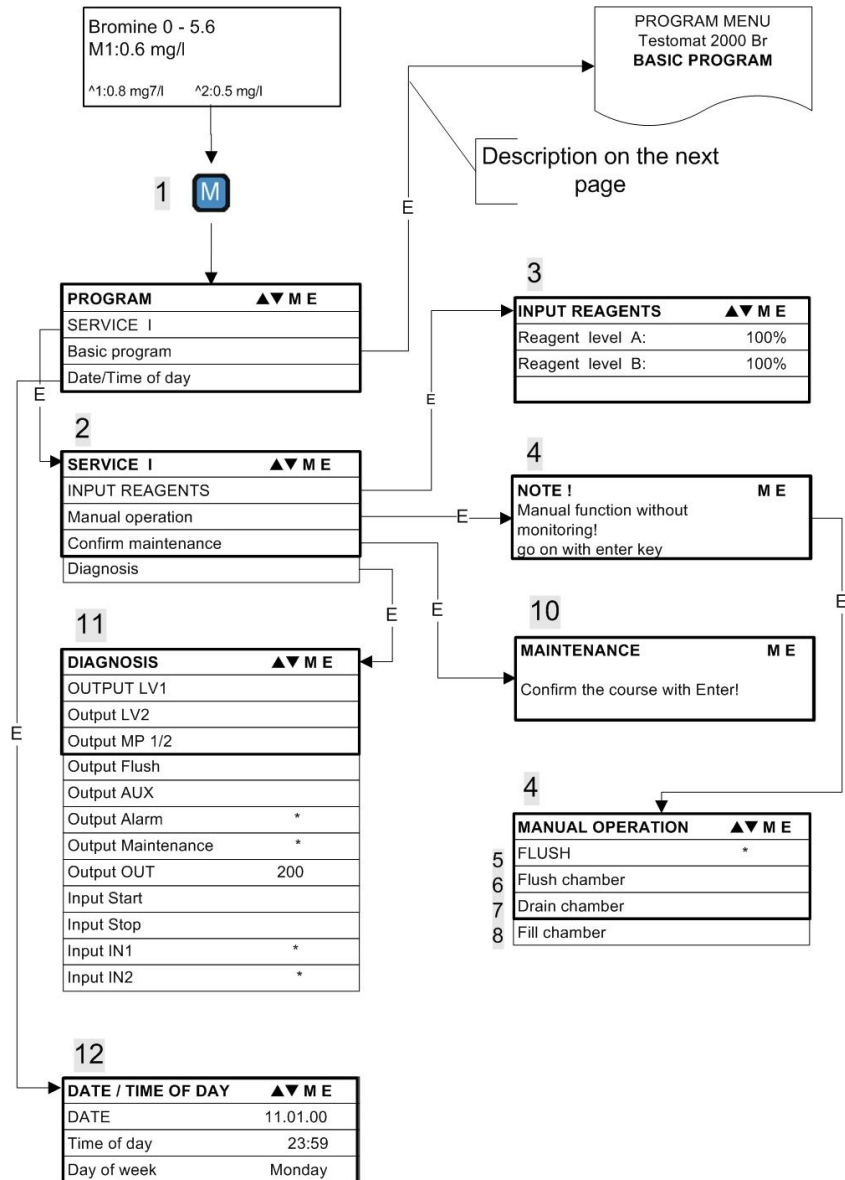 Bromine 0 - 5.6
M1:0.6 mg/l
^1:0.8 mg7/l ^2:0.5 mg/l
PROGRAM MENU
Testomat 2000 Br
BASIC PROGRAM
Description on the next
page
1 M
E
PROGRAM ▲▼ M E
SERVICE I
Basic program
Date/Time of day
E
3
INPUT REAGENTS ▲▼ M E
Reagent level A: 100%
Reagent level B: 100%
E
2
SERVICE I ▲▼ M E
INPUT REAGENTS
Manual operation
Confirm maintenance
Diagnosis
E
4
NOTE ! M E
Manual function without
monitoring!
go on with enter key
E
E
E
10
MAINTENANCE M E
Confirm the course with Enter!
11
DIAGNOSIS ▲▼ M E
OUTPUT LV1
Output LV2
Output MP 1/2
Output Flush
Output AUX
Output Alarm *
Output Maintenance *
Output OUT 200
Input Start
Input Stop
Input IN1 *
Input IN2 *
E
4
MANUAL OPERATION ▲▼ M E
5 FLUSH *
6 Flush chamber
7 Drain chamber
8 Fill chamber
12
DATE / TIME OF DAY ▲▼ M E
DATE 11.01.00
Time of day 23:59
Day of week Monday